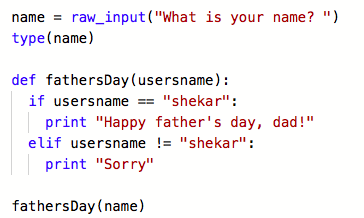 name = raw_input("What is your name? ")
type(name)

def fathersDay(usersname):
  if usersname == "shekar":
    print "Happy father's day, dad!"
  elif usersname != "shekar":
    print "Sorry"

fathersDay(name)